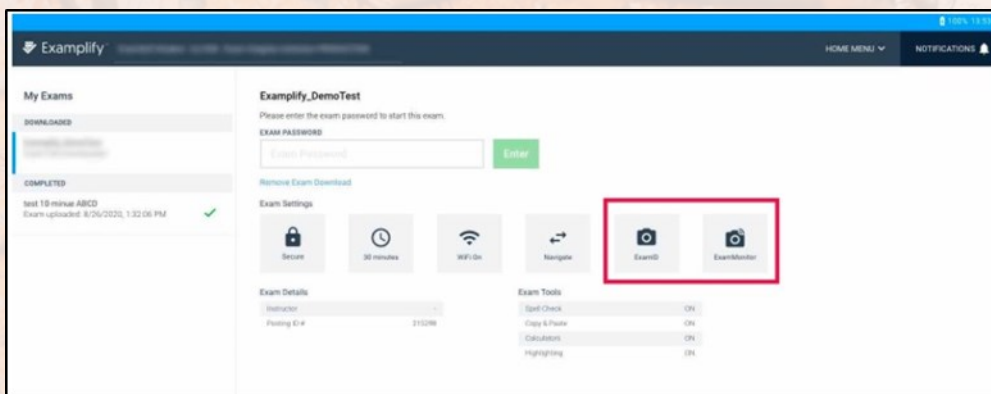 100% 13:53
Examplify
HOME MENU
NOTIFICATIONS
My Exams
DOWNLOADED
COMPLETED
test 10 minue ABCD
Exam uploaded: 8/26/2020, 1:32:06 PM
Examplify_DemoTest
Please enter the exam password to start this exam.
EXAM PASSWORD
Exam Password
Enter
Remove Exam Download
Exam Settings
Secure
30 minutes
WiFi On
Navigate
ExamID
ExamMonitor
Exam Details
Instructor -
Posting ID # 215298
Exam Tools
Spell Check ON
Copy & Paste ON
Calculators ON
Highlighting ON